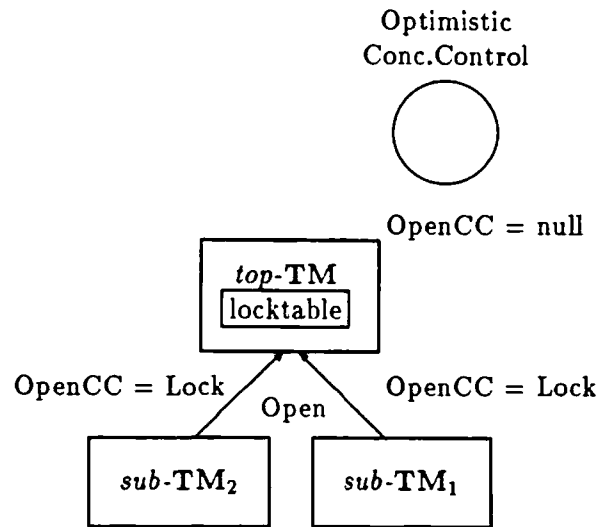 Optimistic
Conc.Control
OpenCC = null
top-TM
locktable
OpenCC = Lock
OpenCC = Lock
Open
sub-TM₂
sub-TM₁